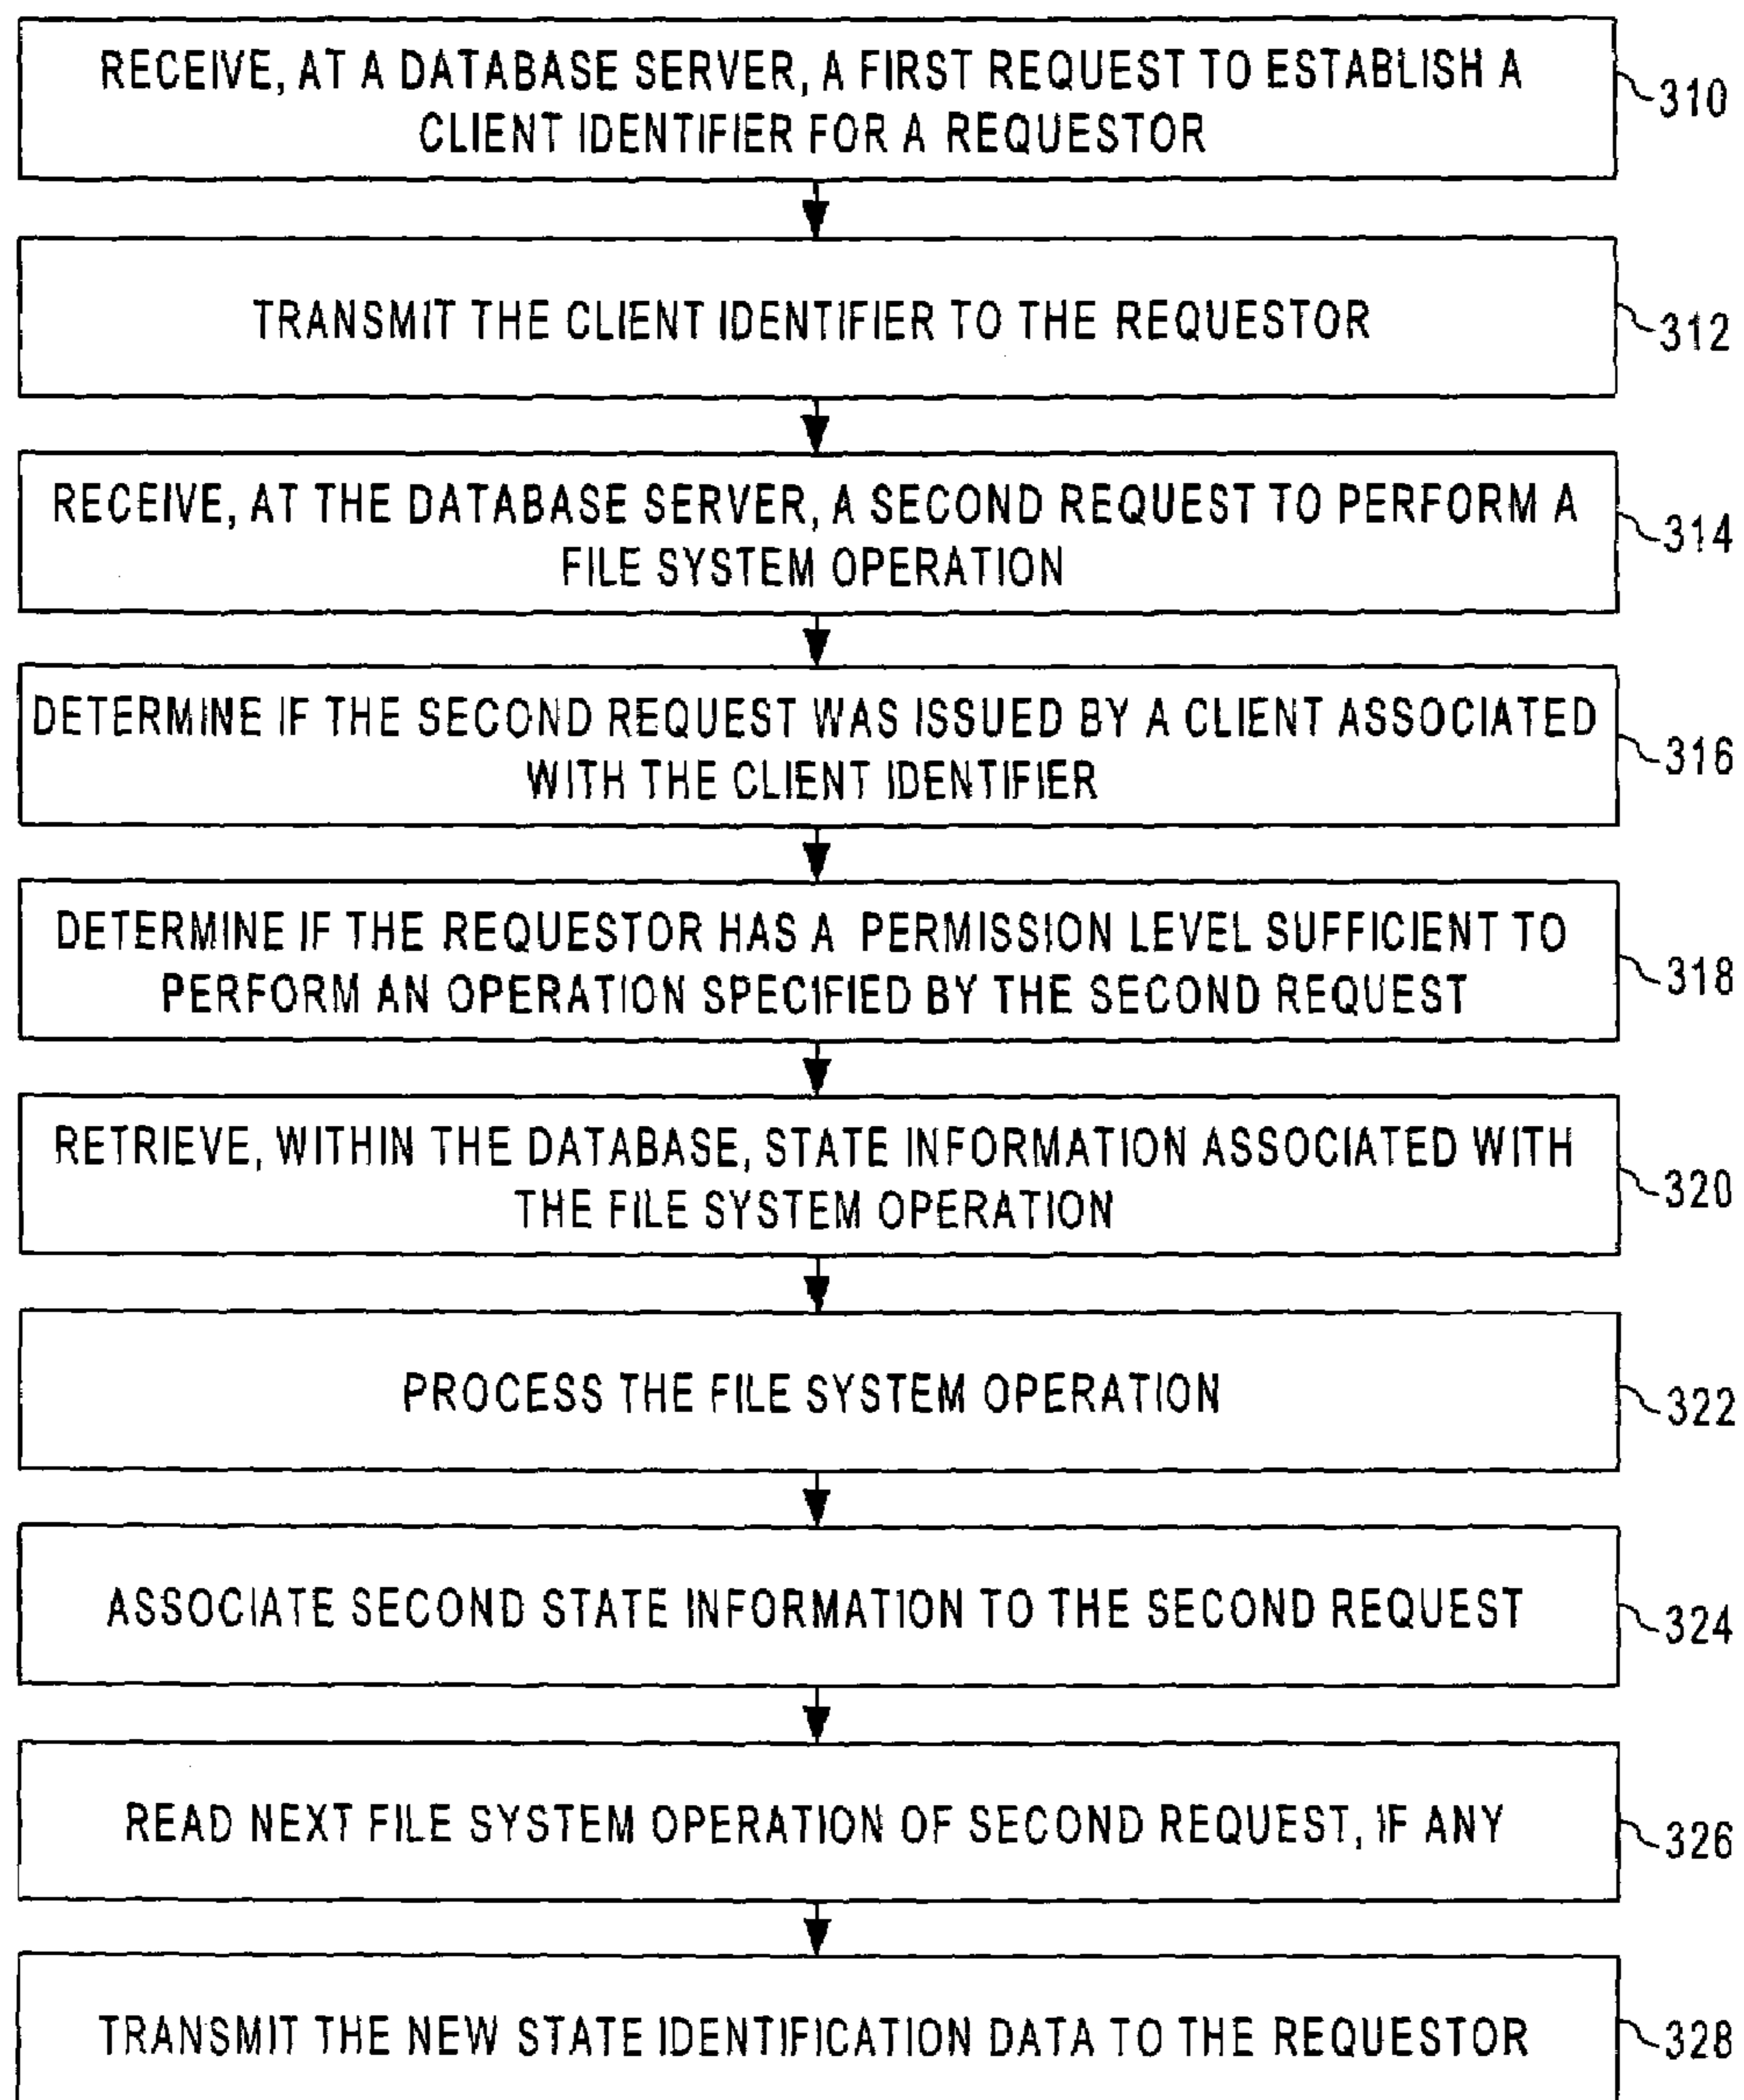 RECEIVE, AT A DATABASE SERVER, A FIRST REQUEST TO ESTABLISH A
CLIENT IDENTIFIER FOR A REQUESTOR
310
TRANSMIT THE CLIENT IDENTIFIER TO THE REQUESTOR
312
RECEIVE, AT THE DATABASE SERVER, A SECOND REQUEST TO PERFORM A
FILE SYSTEM OPERATION
314
DETERMINE IF THE SECOND REQUEST WAS ISSUED BY A CLIENT ASSOCIATED
WITH THE CLIENT IDENTIFIER
316
DETERMINE IF THE REQUESTOR HAS A PERMISSION LEVEL SUFFICIENT TO
PERFORM AN OPERATION SPECIFIED BY THE SECOND REQUEST
318
RETRIEVE, WITHIN THE DATABASE, STATE INFORMATION ASSOCIATED WITH
THE FILE SYSTEM OPERATION
320
PROCESS THE FILE SYSTEM OPERATION
322
ASSOCIATE SECOND STATE INFORMATION TO THE SECOND REQUEST
324
READ NEXT FILE SYSTEM OPERATION OF SECOND REQUEST, IF ANY
326
TRANSMIT THE NEW STATE IDENTIFICATION DATA TO THE REQUESTOR
328